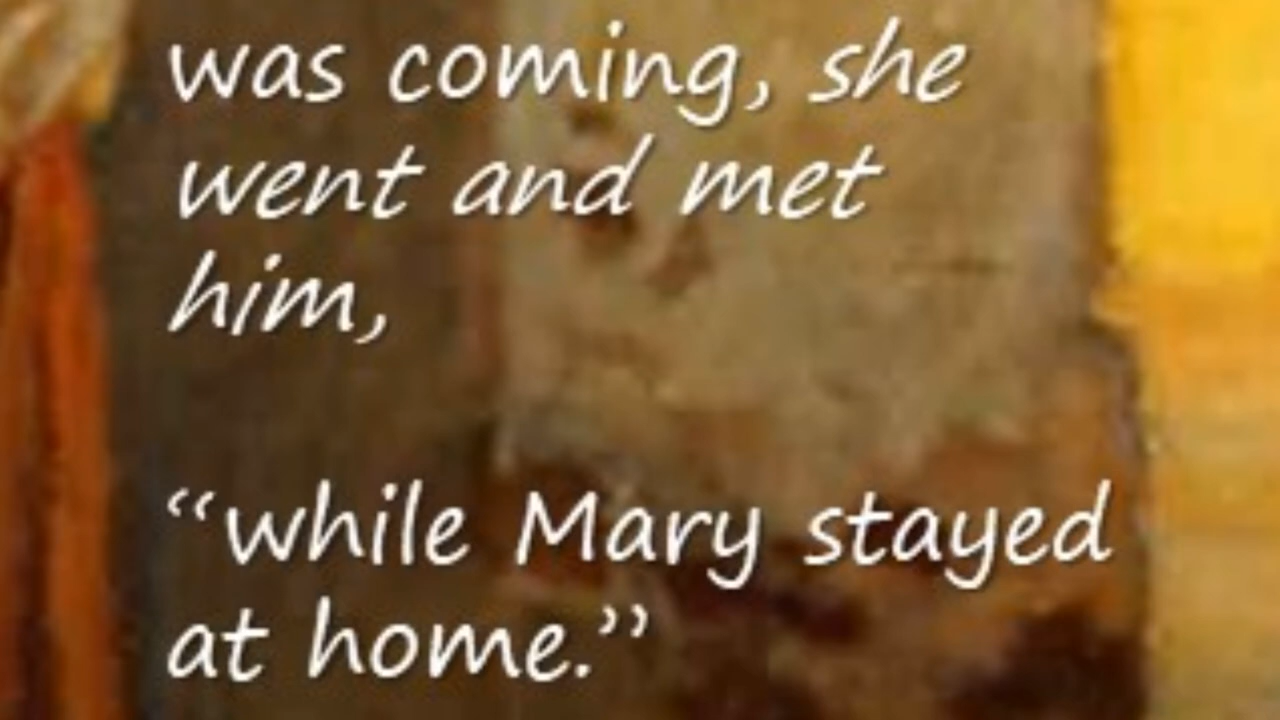 was coming, she
went and met
him,
“while Mary stayed
at home.”